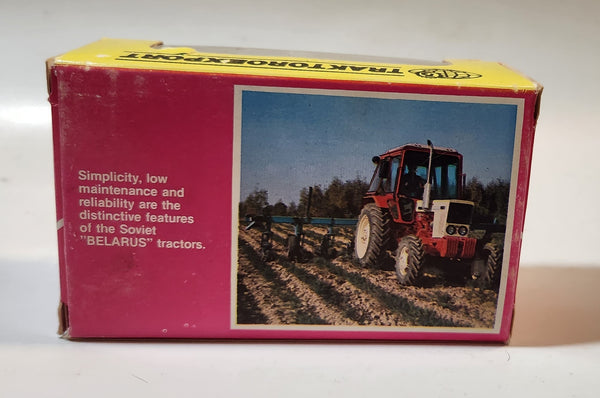 TRAKTOROEXPORT
Simplicity, low
maintenance and
reliability are the
distinctive features
of the Soviet
"BELARUS" tractors.